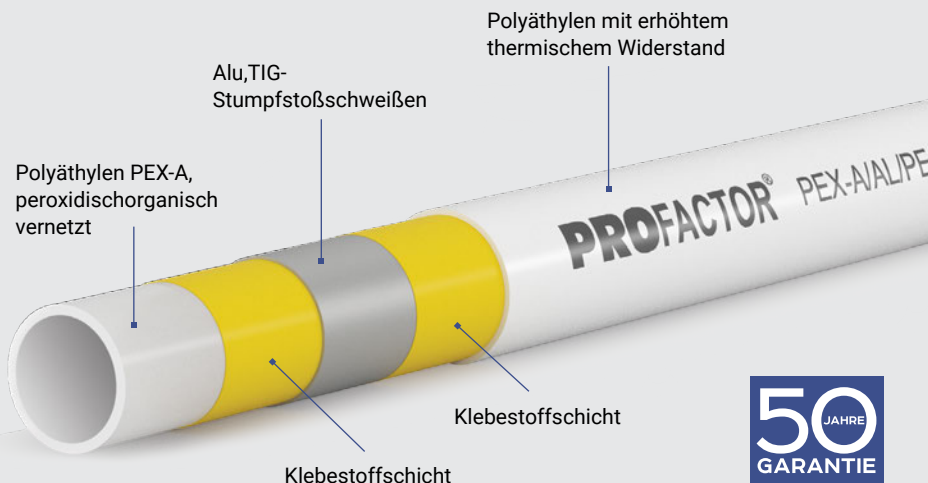 Polyäthylen mit erhöhtem
thermischem Widerstand
Alu,TIG-
Stumpfstoßschweißen
Polyäthylen PEX-A,
peroxidischorganisch
vernetzt
PROFACTOR® PEX-A/AL/PE
Klebestoffschicht
Klebestoffschicht
50
JAHRE
GARANTIE